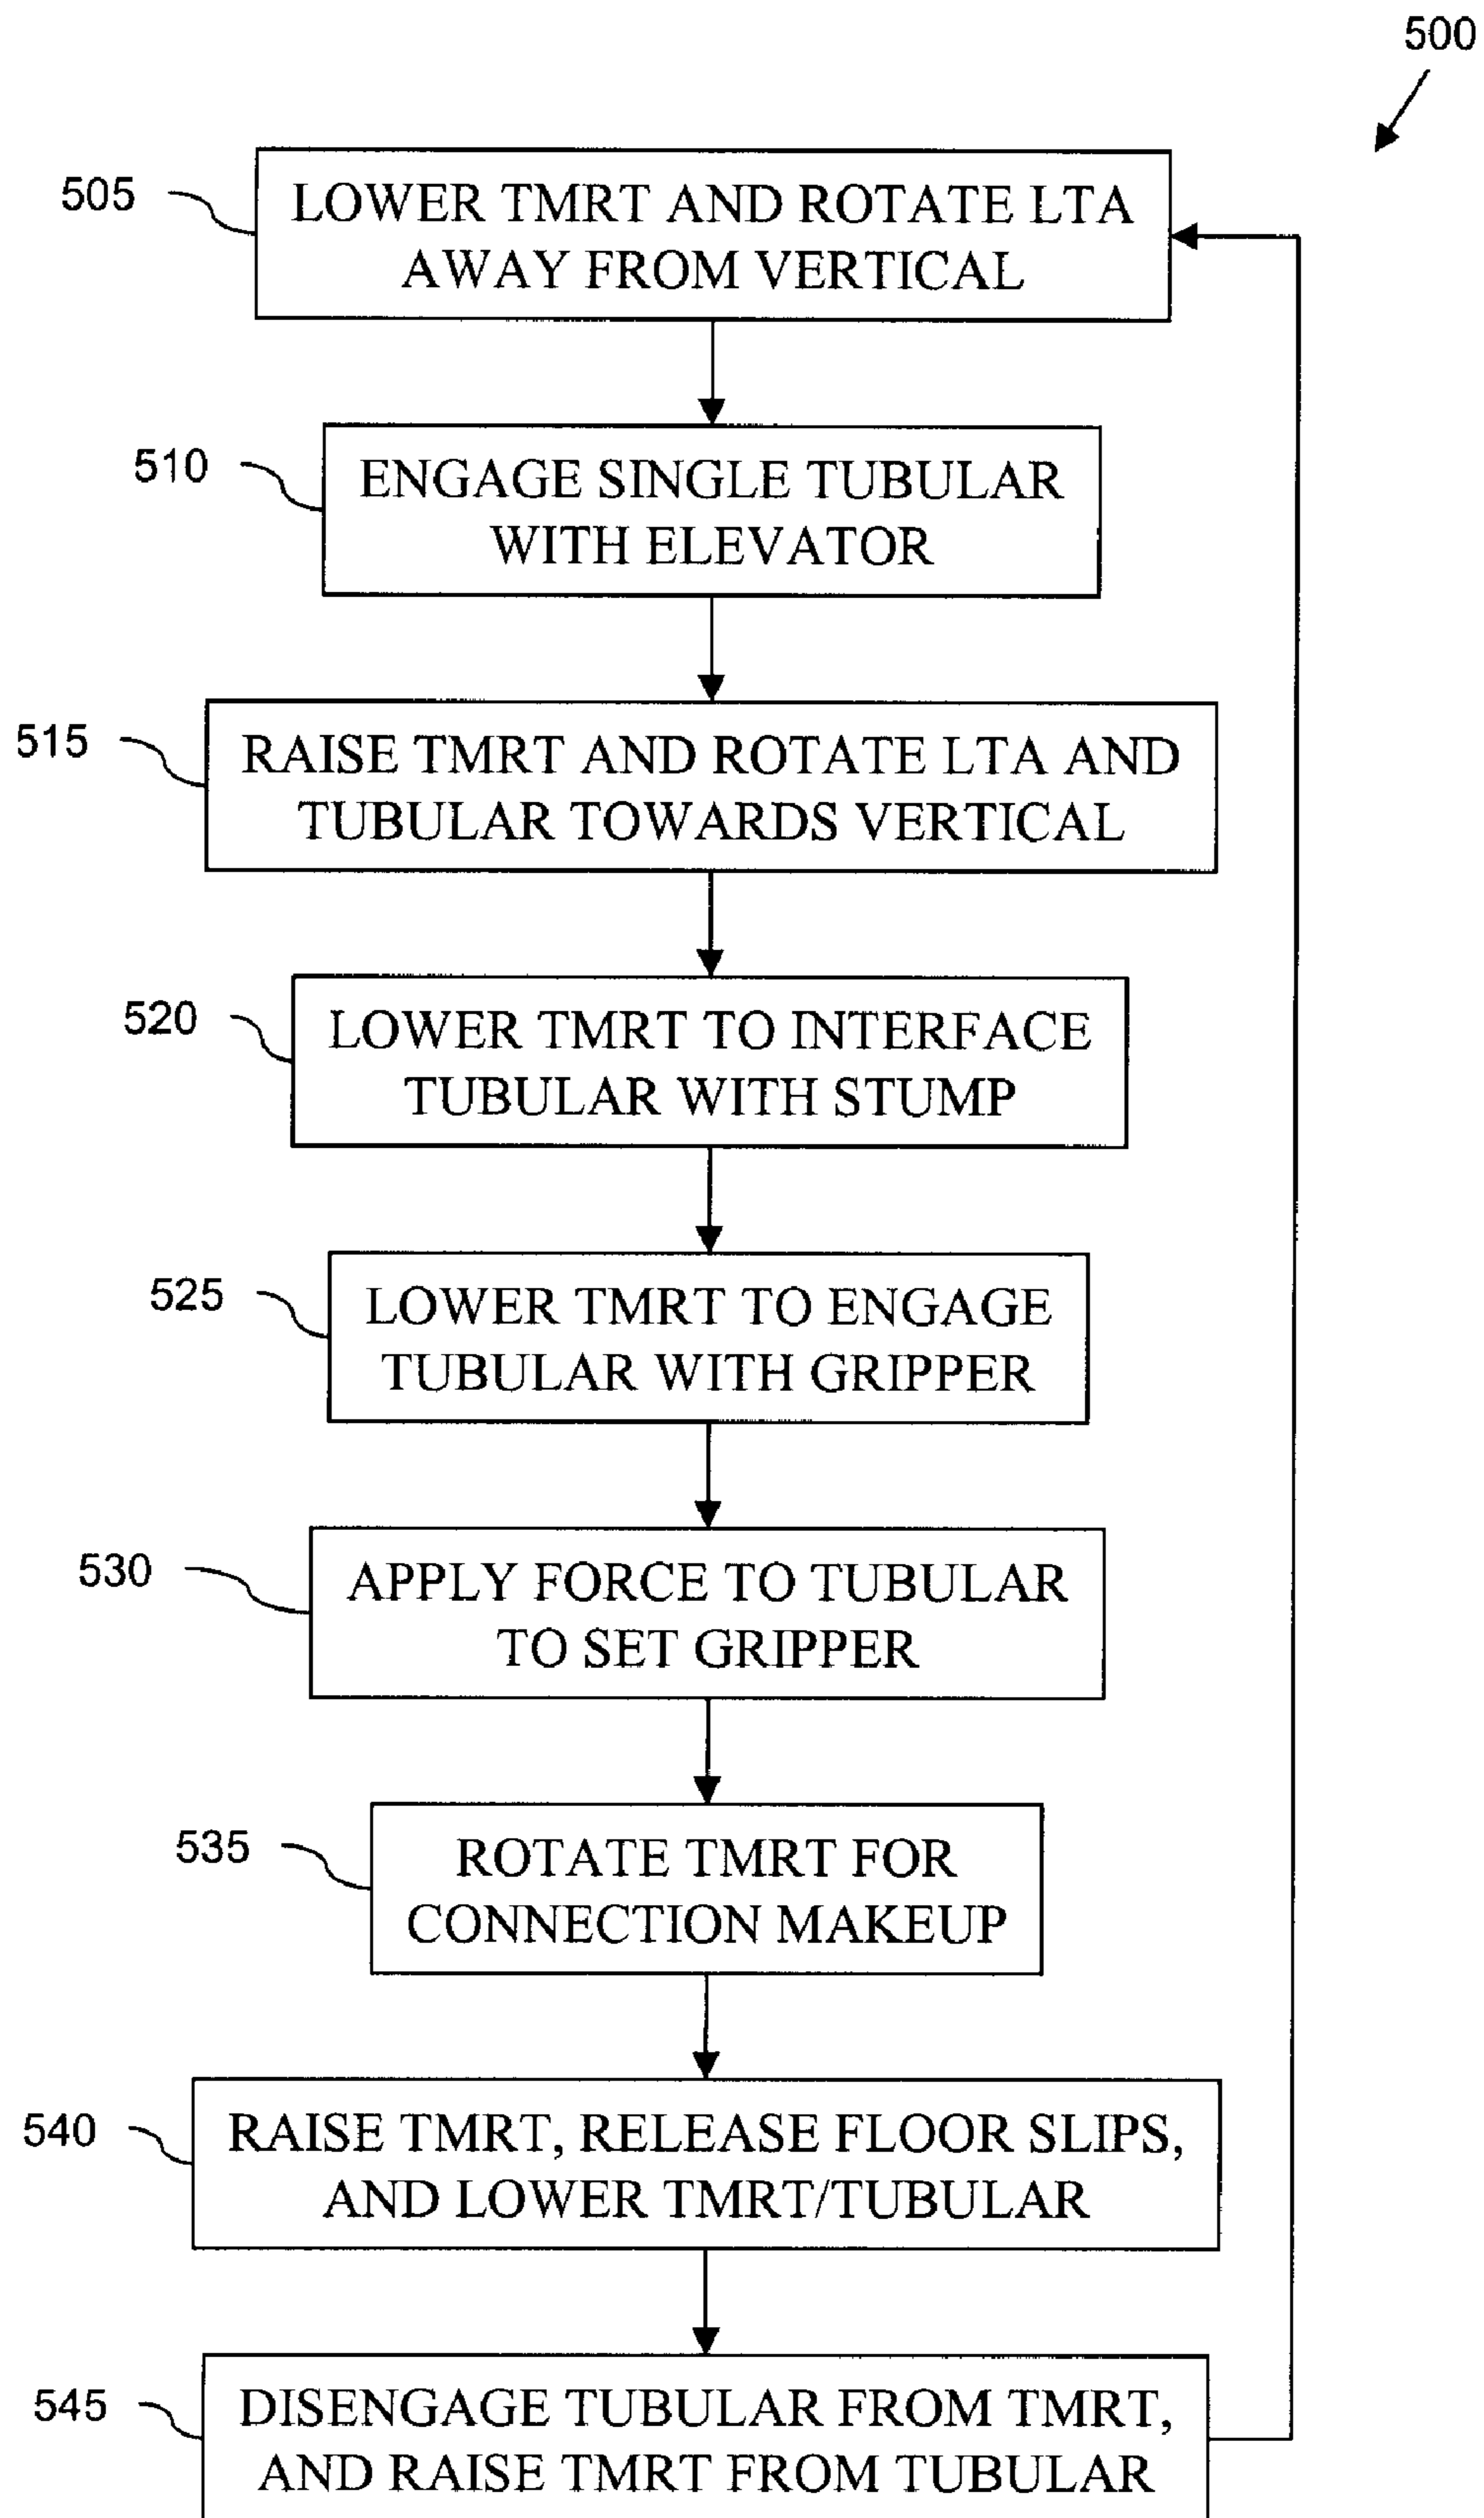 500
505
LOWER TMRT AND ROTATE LTA
AWAY FROM VERTICAL
510
ENGAGE SINGLE TUBULAR
WITH ELEVATOR
515
RAISE TMRT AND ROTATE LTA AND
TUBULAR TOWARDS VERTICAL
520
LOWER TMRT TO INTERFACE
TUBULAR WITH STUMP
525
LOWER TMRT TO ENGAGE
TUBULAR WITH GRIPPER
530
APPLY FORCE TO TUBULAR
TO SET GRIPPER
535
ROTATE TMRT FOR
CONNECTION MAKEUP
540
RAISE TMRT, RELEASE FLOOR SLIPS,
AND LOWER TMRT/TUBULAR
545
DISENGAGE TUBULAR FROM TMRT,
AND RAISE TMRT FROM TUBULAR